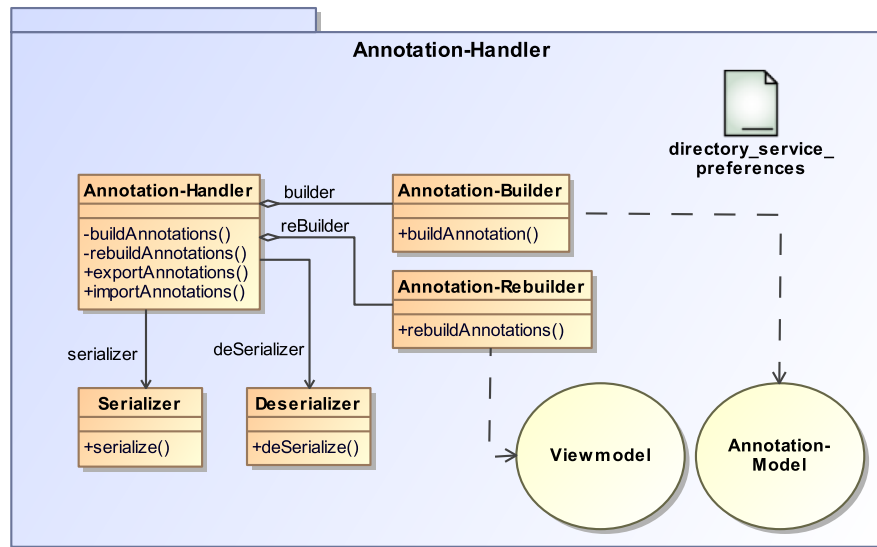 Annotation-Handler
directory_service_
preferences
Annotation-Handler
-buildAnnotations()
-rebuildAnnotations()
+exportAnnotations()
+importAnnotations()
builder
reBuilder
Annotation-Builder
+buildAnnotation()
Annotation-Rebuilder
+rebuildAnnotations()
serializer
deSerializer
Serializer
+serialize()
Deserializer
+deSerialize()
Viewmodel
Annotation-
Model